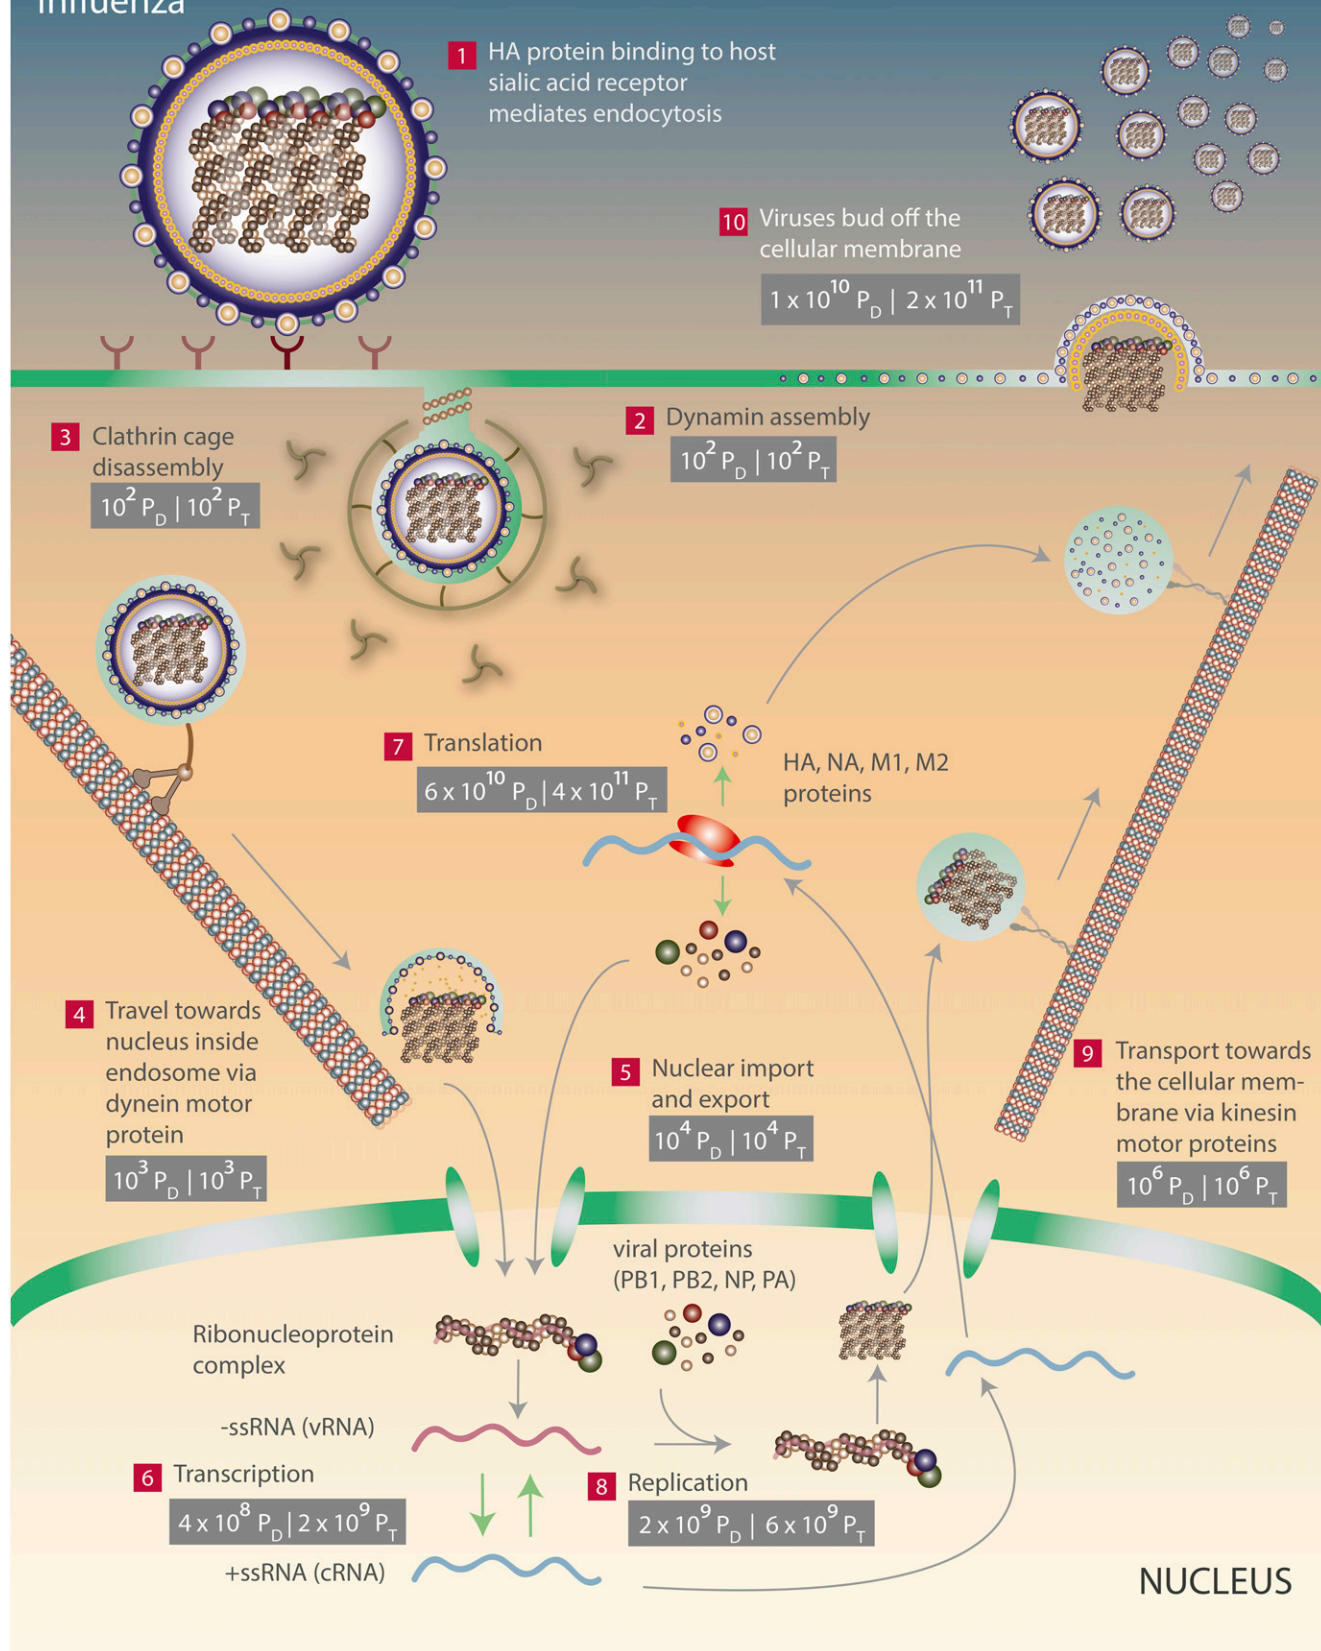 Influenza
1 HA protein binding to host
sialic acid receptor
mediates endocytosis
10 Viruses bud off the
cellular membrane
1 x 10^10 P_D | 2 x 10^11 P_T
2 Dynamin assembly
10^2 P_D | 10^2 P_T
3 Clathrin cage
disassembly
10^2 P_D | 10^2 P_T
7 Translation
6 x 10^10 P_D | 4 x 10^11 P_T
HA, NA, M1, M2
proteins
4 Travel towards
nucleus inside
endosome via
dynein motor
protein
10^3 P_D | 10^3 P_T
5 Nuclear import
and export
10^4 P_D | 10^4 P_T
9 Transport towards
the cellular mem-
brane via kinesin
motor proteins
10^6 P_D | 10^6 P_T
viral proteins
(PB1, PB2, NP, PA)
Ribonucleoprotein
complex
-ssRNA (vRNA)
6 Transcription
4 x 10^8 P_D | 2 x 10^9 P_T
8 Replication
2 x 10^9 P_D | 6 x 10^9 P_T
+ssRNA (cRNA)
NUCLEUS